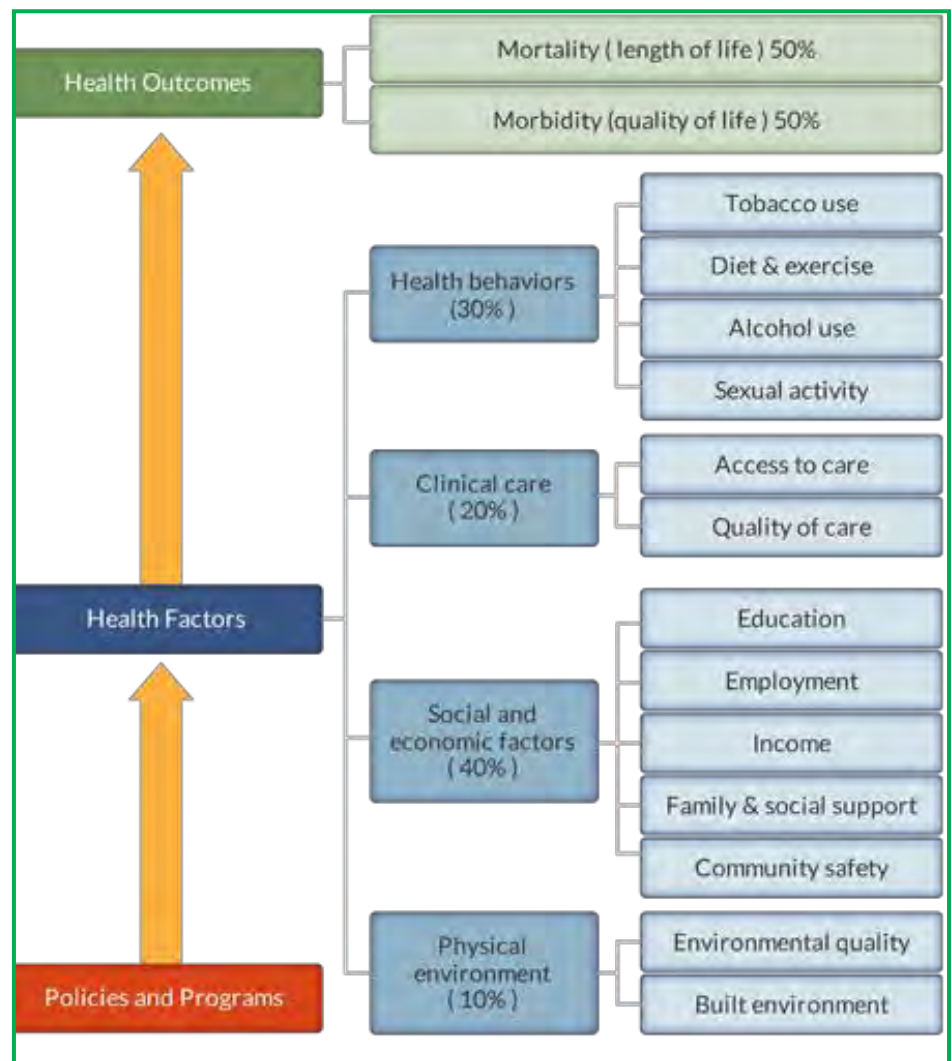 Health Outcomes
Mortality ( length of life ) 50%
Morbidity (quality of life ) 50%
Health Factors
Health behaviors
(30% )
Tobacco use
Diet & exercise
Alcohol use
Sexual activity
Clinical care
( 20% )
Access to care
Quality of care
Social and
economic factors
( 40% )
Education
Employment
Income
Family & social support
Community safety
Physical
environment
( 10% )
Environmental quality
Built environment
Policies and Programs